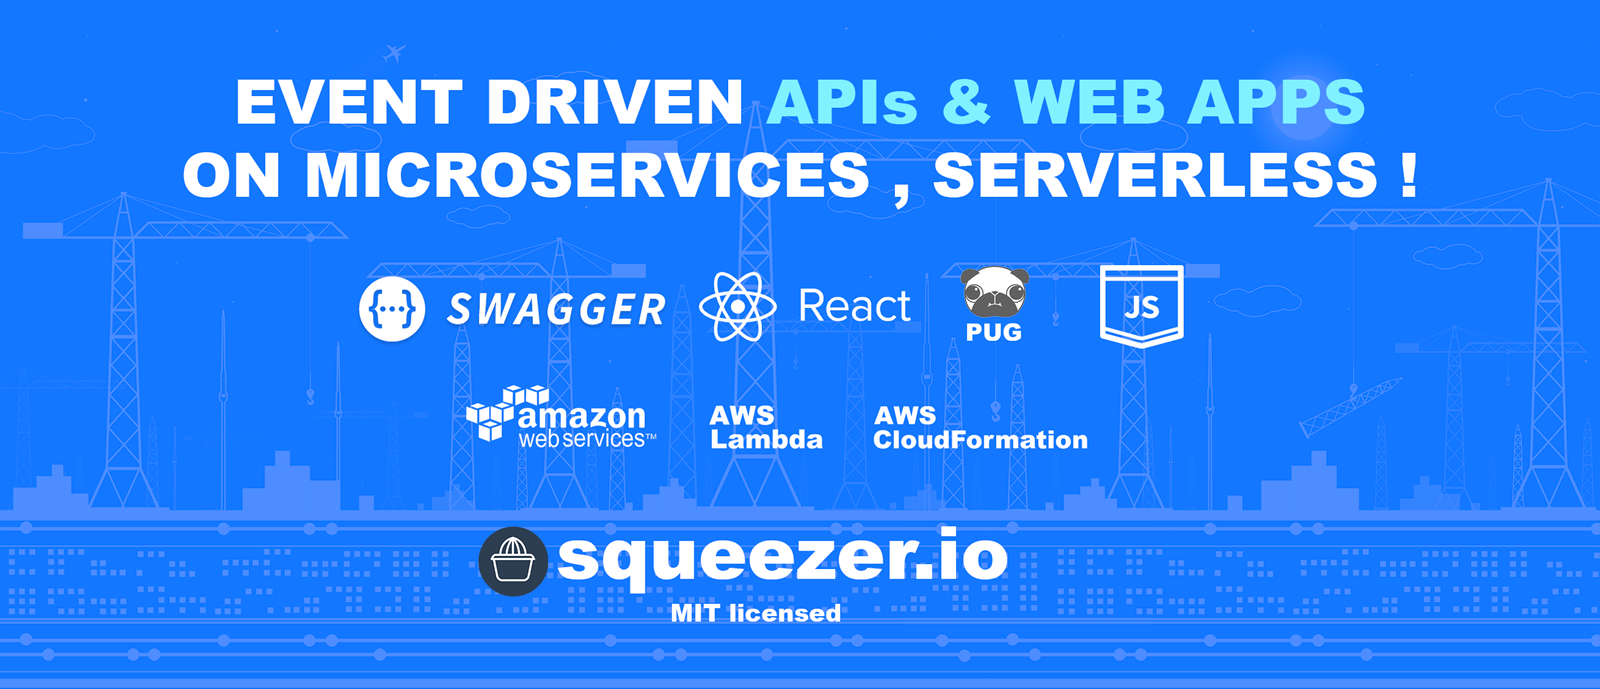 EVENT DRIVEN APIs & WEB APPS
ON MICROSERVICES , SERVERLESS !
{...} SWAGGER
React
PUG
JS
amazon
web services™
AWS
Lambda
AWS
CloudFormation
squeezer.io
MIT licensed